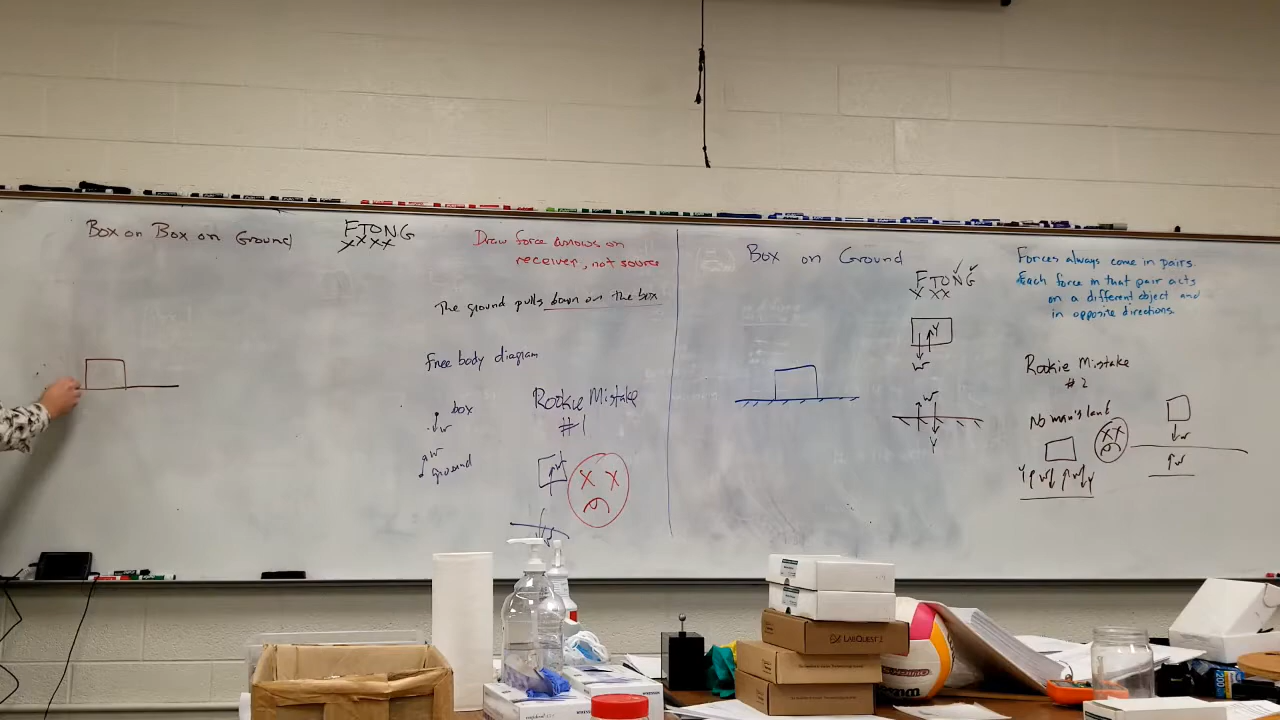 Box on Box on Ground
FTONG
xxxx
Draw force arrows on
receiver, not source
The ground pulls down on the box
Free body diagram
box
w
w
ground
Rookie Mistake
#1
Box on Ground
FTONG
x xx
Y
w
w
Y
Forces always come in pairs.
Each force in that pair acts
on a different object and
in opposite directions.
Rookie Mistake
#2
No man's land
w
w
LABQUEST 2